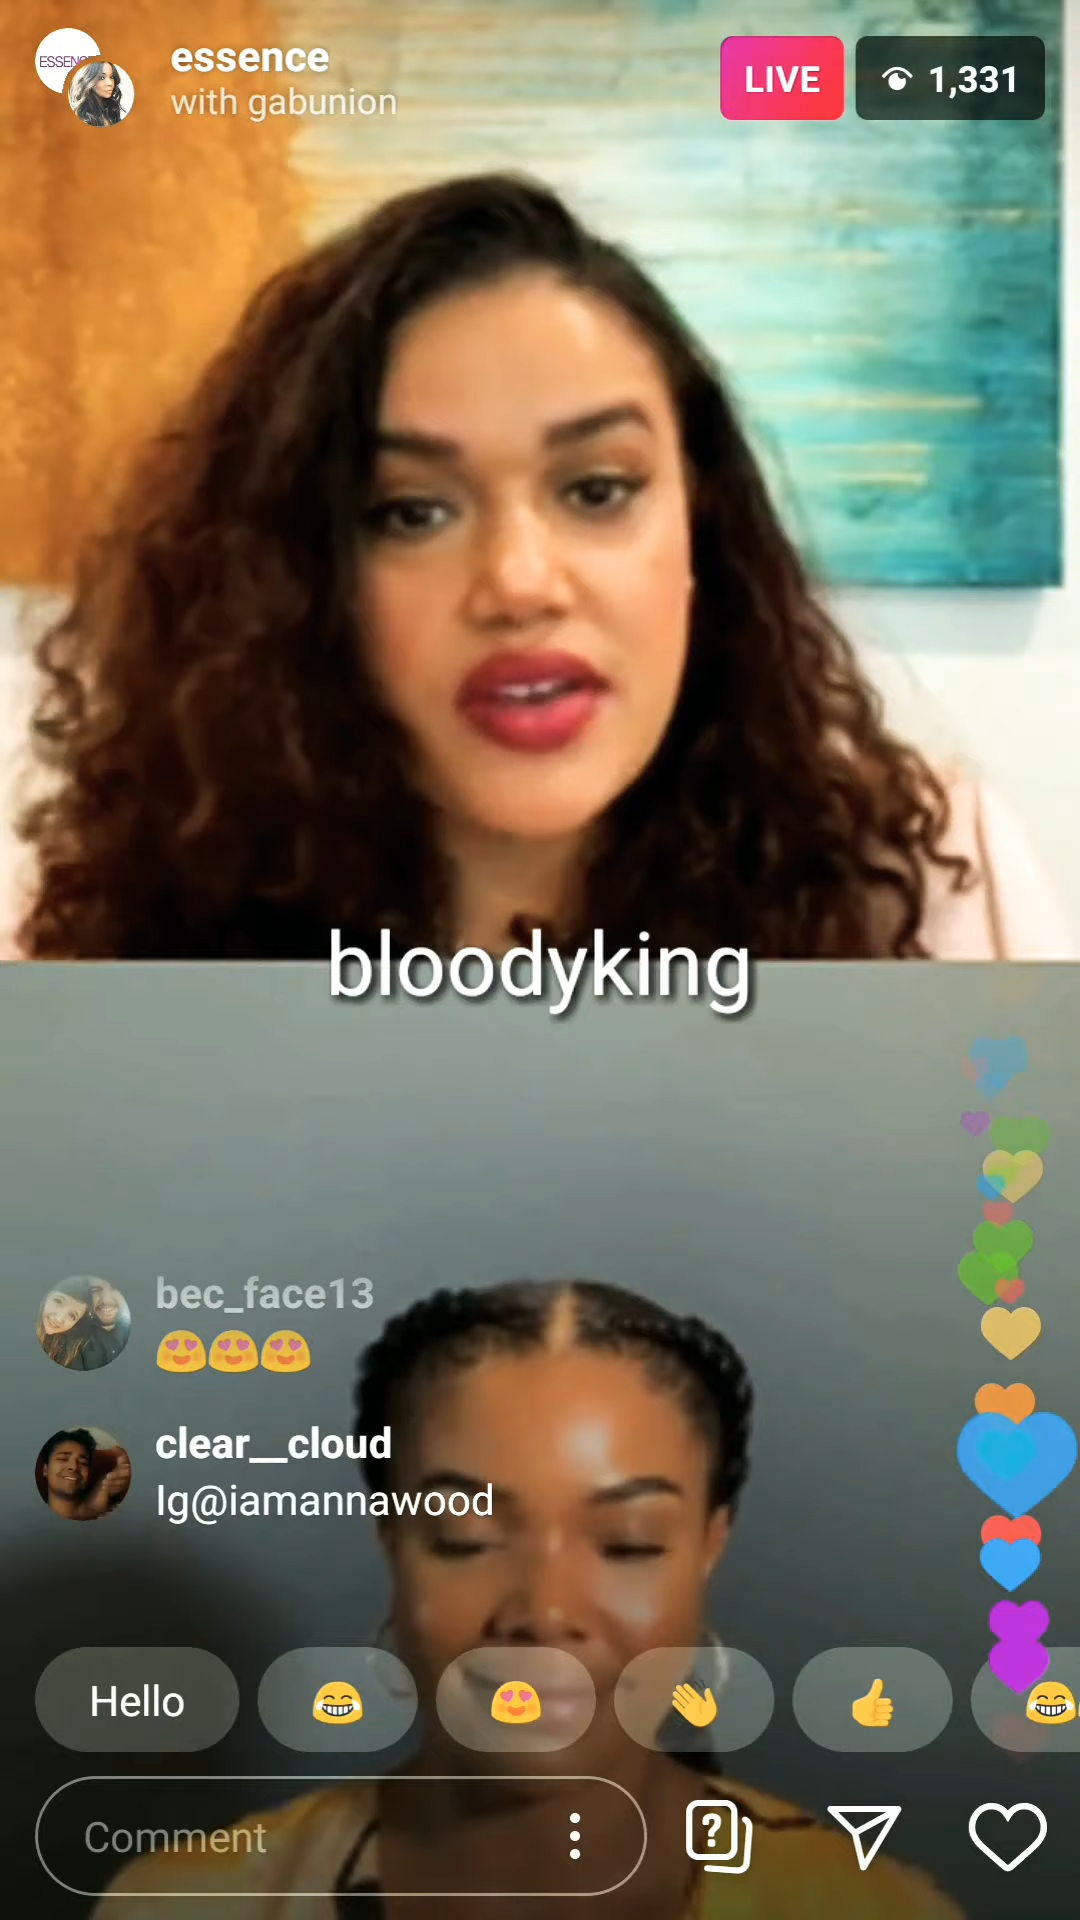 essence
with gabunion
LIVE
1,331
bloodyking
bec_face13
clear__cloud
Ig@iamannawood
Hello
Comment